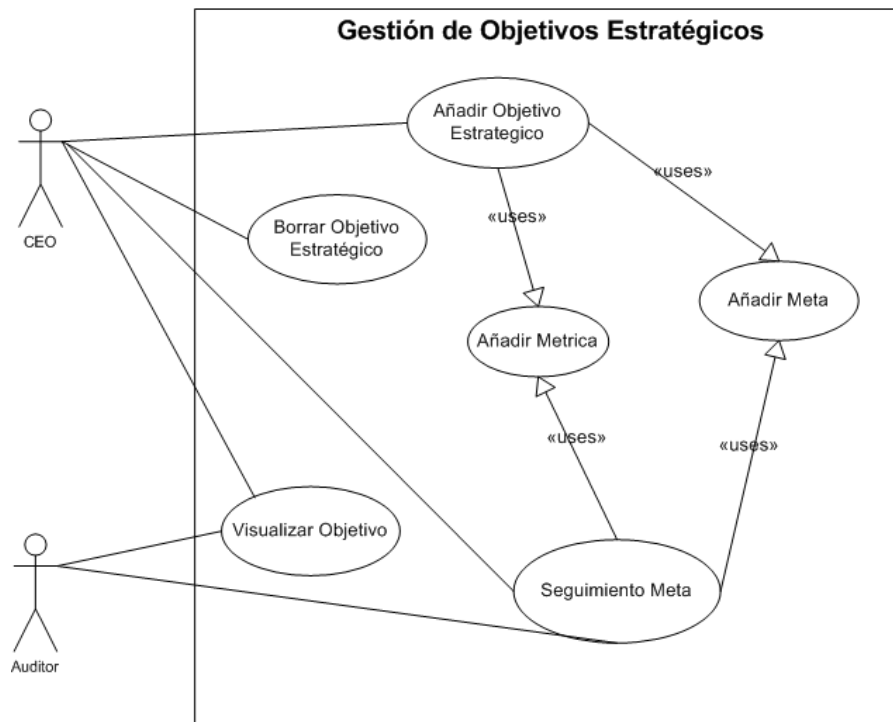 Gestión de Objetivos Estratégicos
Añadir Objetivo
Estrategico
«uses»
«uses»
CEO
Borrar Objetivo
Estratégico
Añadir Meta
Añadir Metrica
«uses»
«uses»
Visualizar Objetivo
Seguimiento Meta
Auditor